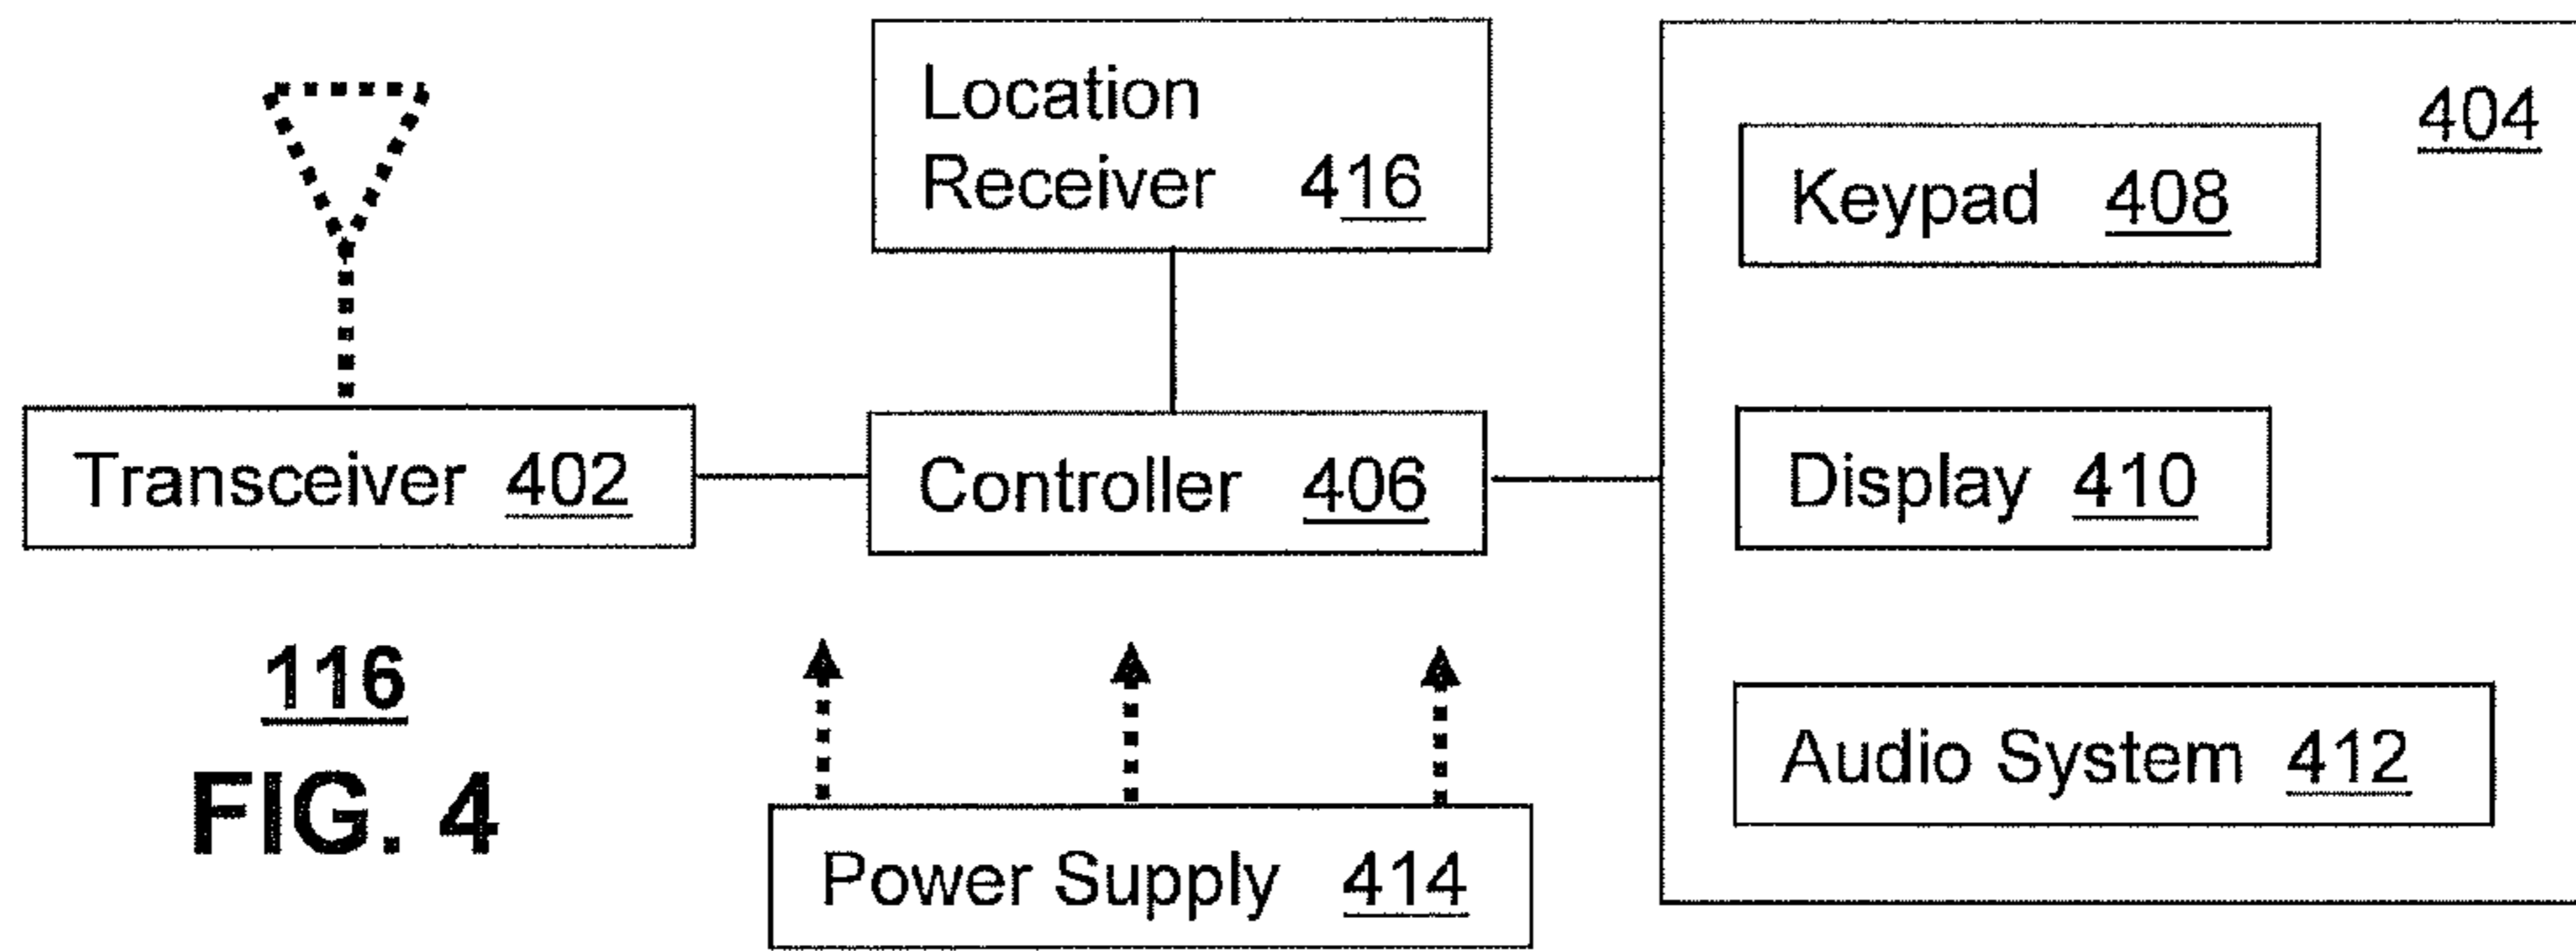 Location
Receiver 416
404
Keypad 408
Transceiver 402
Controller 406
Display 410
116
FIG. 4
Audio System 412
Power Supply 414